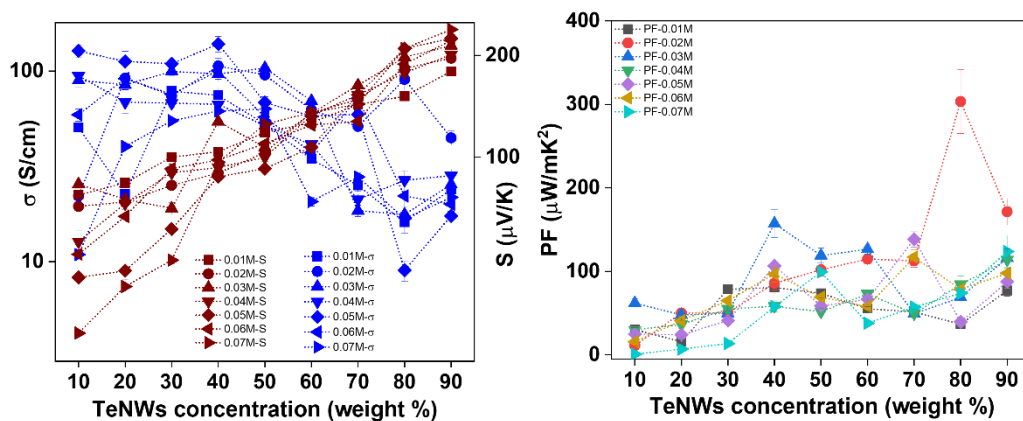 100
10
σ (S/cm)
200
100
S (μV/K)
0.01M-S
0.02M-S
0.03M-S
0.04M-S
0.05M-S
0.06M-S
0.07M-S
0.01M-σ
0.02M-σ
0.03M-σ
0.04M-σ
0.05M-σ
0.06M-σ
0.07M-σ
10 20 30 40 50 60 70 80 90
TeNWs concentration (weight %)
400
300
200
100
0
PF (μW/mK²)
PF-0.01M
PF-0.02M
PF-0.03M
PF-0.04M
PF-0.05M
PF-0.06M
PF-0.07M
10 20 30 40 50 60 70 80 90
TeNWs concentration (weight %)